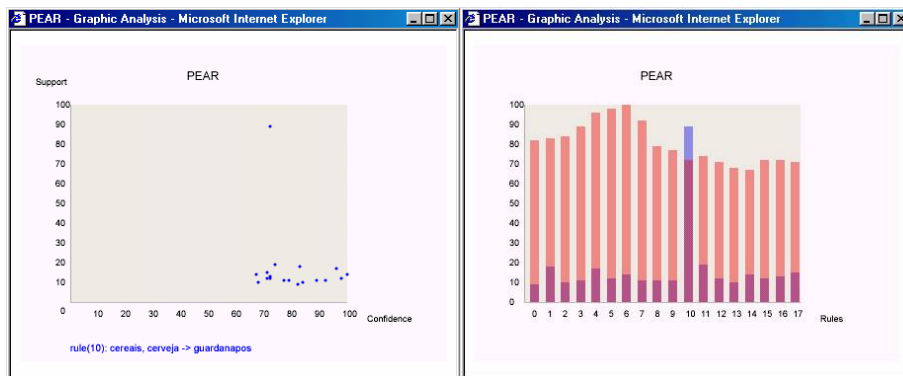 PEAR - Graphic Analysis - Microsoft Internet Explorer
PEAR
Support
100
90
80
70
60
50
40
30
20
10
0
10 20 30 40 50 60 70 80 90 100
Confidence
rule(10): cereais, cerveja -> guardanapos
PEAR - Graphic Analysis - Microsoft Internet Explorer
PEAR
100
90
80
70
60
50
40
30
20
10
0
0 1 2 3 4 5 6 7 8 9 10 11 12 13 14 15 16 17
Rules